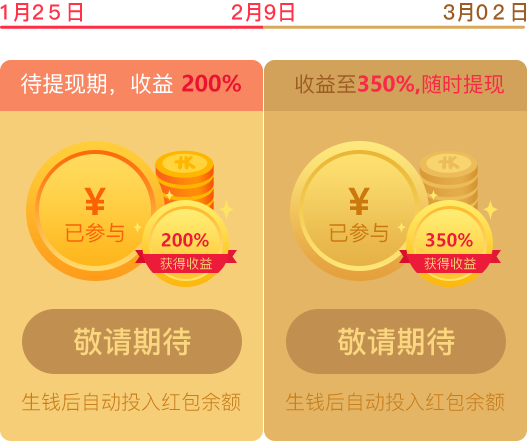 1月25日 2月9日 3月02日
待提现期，收益 200%
¥
已参与
200%
获得收益
敬请期待
生钱后自动投入红包余额
收益至350%,随时提现
¥
已参与
350%
获得收益
敬请期待
生钱后自动投入红包余额